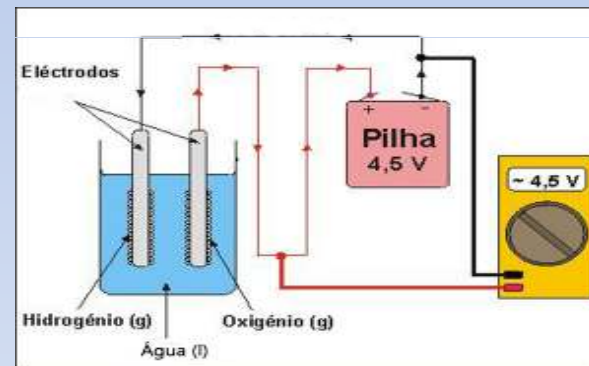 Eléctrodos
+ -
Pilha
4,5 V
~ 4,5 V
Hidrogénio (g)
Oxigénio (g)
Água (l)